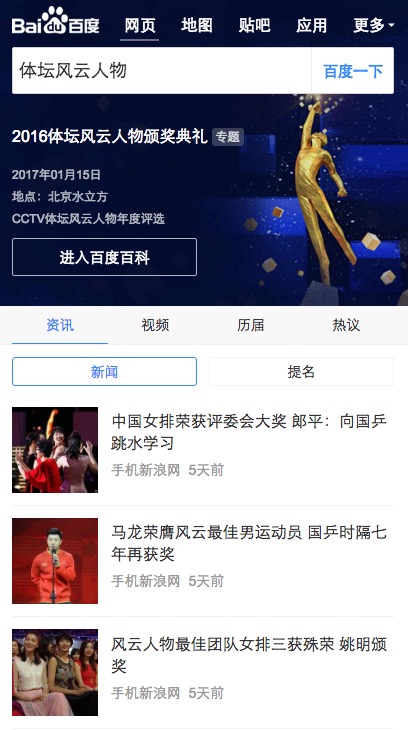 Bai du 百度 网页 地图 贴吧 应用 更多
体坛风云人物 百度一下
2016体坛风云人物颁奖典礼 专题
2017年01月15日
地点：北京水立方
CCTV体坛风云人物年度评选
进入百度百科
资讯 视频 历届 热议
新闻 提名
中国女排荣获评委会大奖 郎平：向国乒
跳水学习
手机新浪网 5天前
马龙荣膺风云最佳男运动员 国乒时隔七
年再获奖
手机新浪网 5天前
风云人物最佳团队女排三获殊荣 姚明颁
奖
手机新浪网 5天前